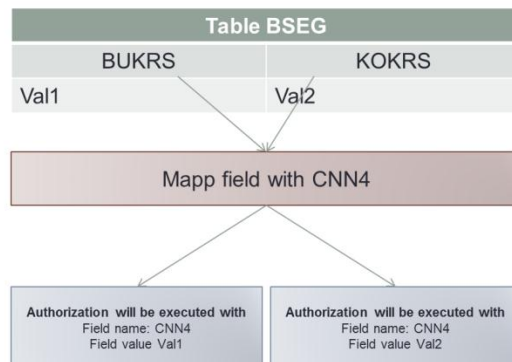 Table BSEG
BUKRS KOKRS
Val1 Val2
Mapp field with CNN4
Authorization will be executed with
Field name: CNN4
Field value Val1
Authorization will be executed with
Field name: CNN4
Field value Val2